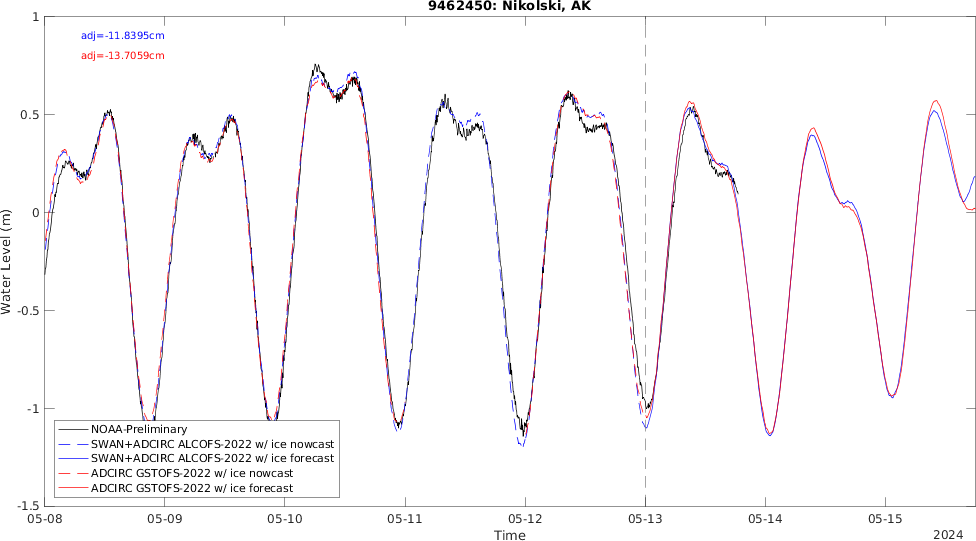 9462450: Nikolski, AK
adj=-11.8395cm
adj=-13.7059cm
1
0.5
0
-0.5
-1
-1.5
Water Level (m)
NOAA-Preliminary
SWAN+ADCIRC ALCOFS-2022 w/ ice nowcast
SWAN+ADCIRC ALCOFS-2022 w/ ice forecast
ADCIRC GSTOFS-2022 w/ ice nowcast
ADCIRC GSTOFS-2022 w/ ice forecast
05-08 05-09 05-10 05-11 05-12 05-13 05-14 05-15
Time
2024